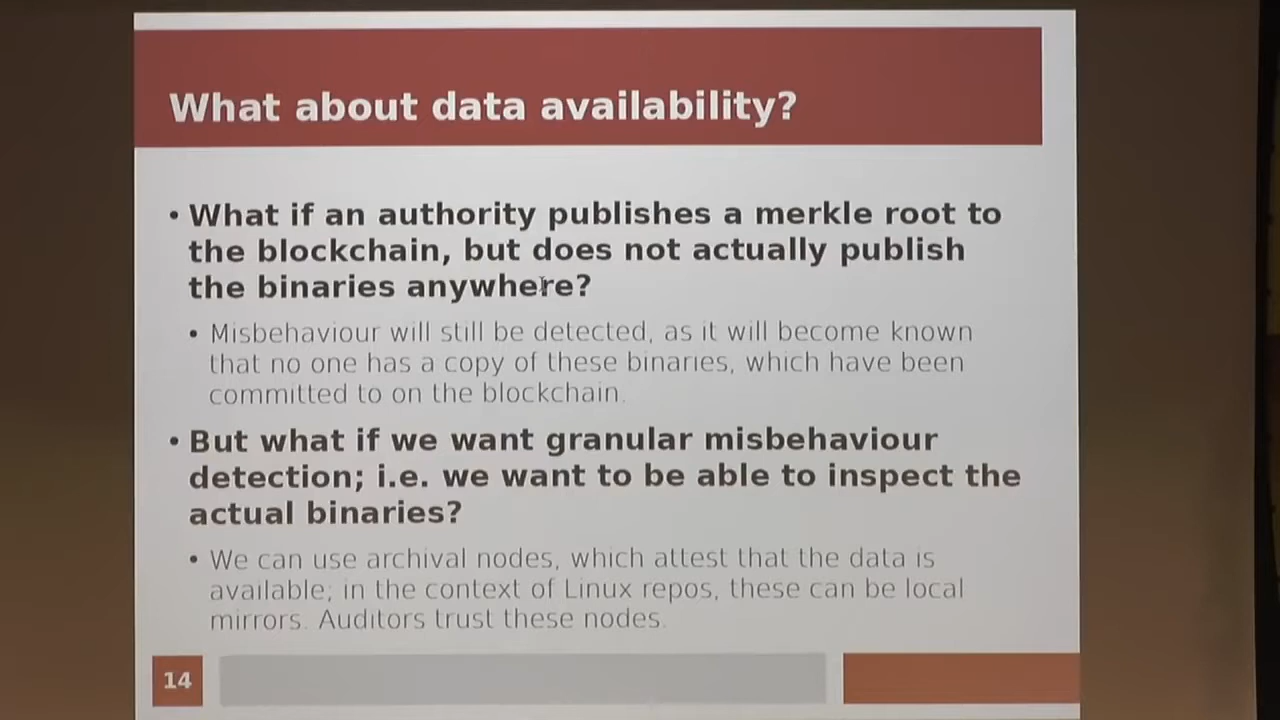 What about data availability?
• What if an authority publishes a merkle root to
the blockchain, but does not actually publish
the binaries anywhere?
• Misbehaviour will still be detected, as it will become known
that no one has a copy of these binaries, which have been
committed to on the blockchain.
• But what if we want granular misbehaviour
detection; i.e. we want to be able to inspect the
actual binaries?
• We can use archival nodes, which attest that the data is
available; in the context of Linux repos, these can be local
mirrors. Auditors trust these nodes.
14